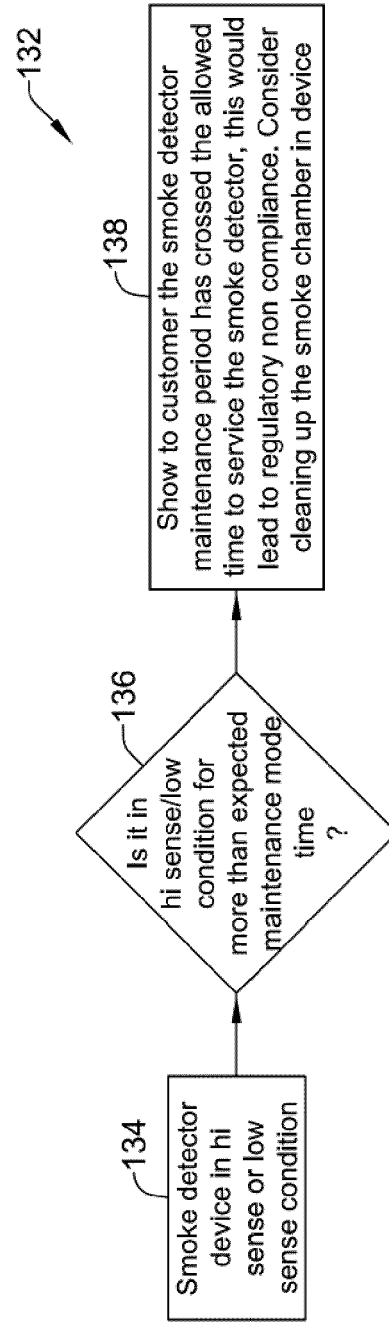 132
134
Smoke detector
device in hi
sense or low
sense condition
136
Is it in
hi sense/low
condition for
more than expected
maintenance mode
time
?
138
Show to customer the smoke detector
maintenance period has crossed the allowed
time to service the smoke detector, this would
lead to regulatory non compliance. Consider
cleaning up the smoke chamber in device